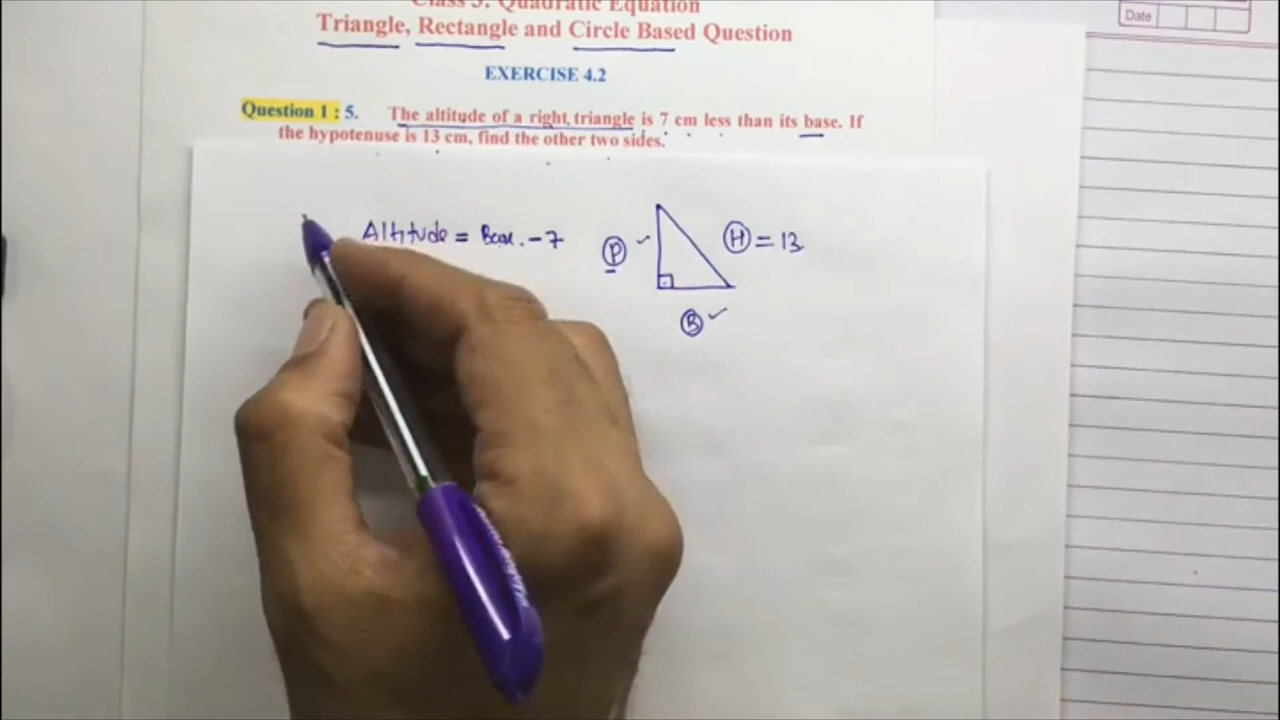 Class 5: Quadratic Equation
Triangle, Rectangle and Circle Based Question
Date
EXERCISE 4.2
Question 1 : 5. The altitude of a right triangle is 7 cm less than its base. If
the hypotenuse is 13 cm, find the other two sides.
Altitude = Base - 7
P
H = 13
B